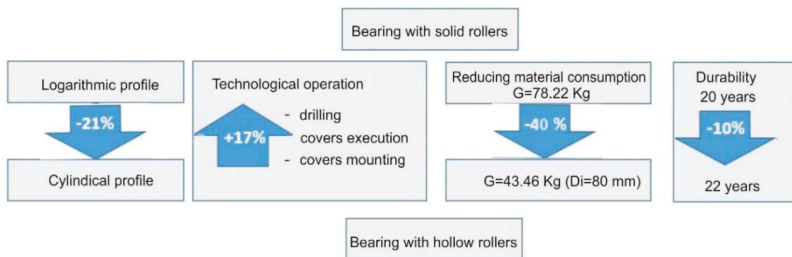 Bearing with solid rollers
Logarithmic profile
-21%
Cylindical profile
Technological operation
+17%
- drilling
covers execution
- covers mounting
Reducing material consumption
G=78.22 Kg
-40 %
G=43.46 Kg (Di=80 mm)
Durability
20 years
-10%
22 years
Bearing with hollow rollers